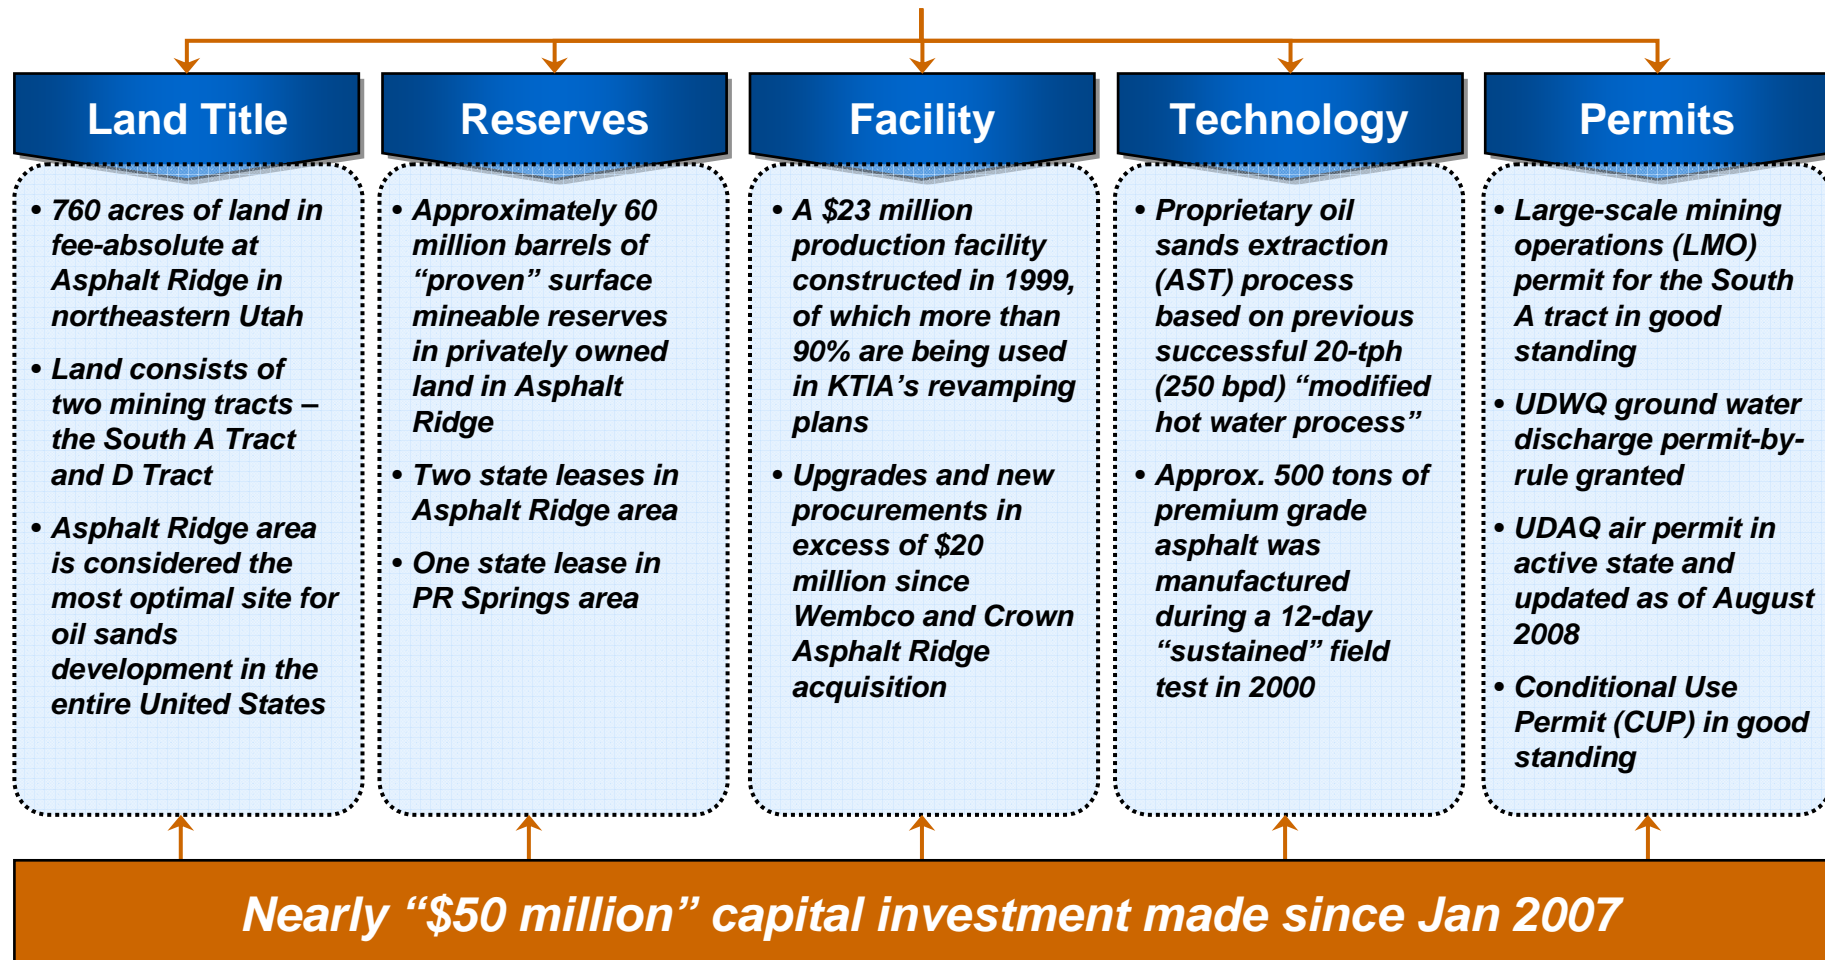 Land Title
• 760 acres of land in
fee-absolute at
Asphalt Ridge in
northeastern Utah
• Land consists of
two mining tracts –
the South A Tract
and D Tract
• Asphalt Ridge area
is considered the
most optimal site for
oil sands
development in the
entire United States
Reserves
• Approximately 60
million barrels of
“proven” surface
mineable reserves
in privately owned
land in Asphalt
Ridge
• Two state leases in
Asphalt Ridge area
• One state lease in
PR Springs area
Facility
• A $23 million
production facility
constructed in 1999,
of which more than
90% are being used
in KTIA’s revamping
plans
• Upgrades and new
procurements in
excess of $20
million since
Wembco and Crown
Asphalt Ridge
acquisition
Technology
• Proprietary oil
sands extraction
(AST) process
based on previous
successful 20-tph
(250 bpd) “modified
hot water process”
• Approx. 500 tons of
premium grade
asphalt was
manufactured
during a 12-day
“sustained” field
test in 2000
Permits
• Large-scale mining
operations (LMO)
permit for the South
A tract in good
standing
• UDWQ ground water
discharge permit-by-
rule granted
• UDAQ air permit in
active state and
updated as of August
2008
• Conditional Use
Permit (CUP) in good
standing
Nearly “$50 million” capital investment made since Jan 2007